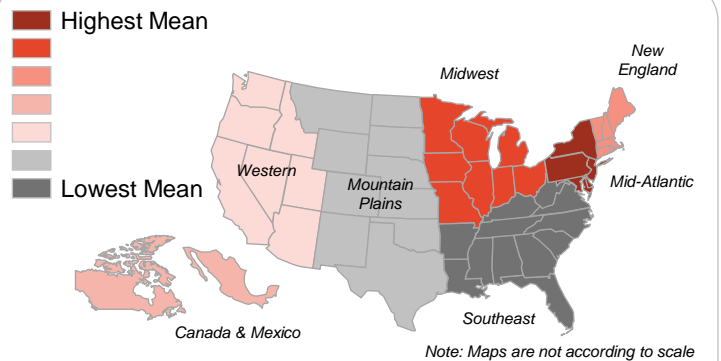 Highest Mean
Lowest Mean
New
England
Midwest
Western
Mountain
Plains
Mid-Atlantic
Canada & Mexico
Southeast
Note: Maps are not according to scale